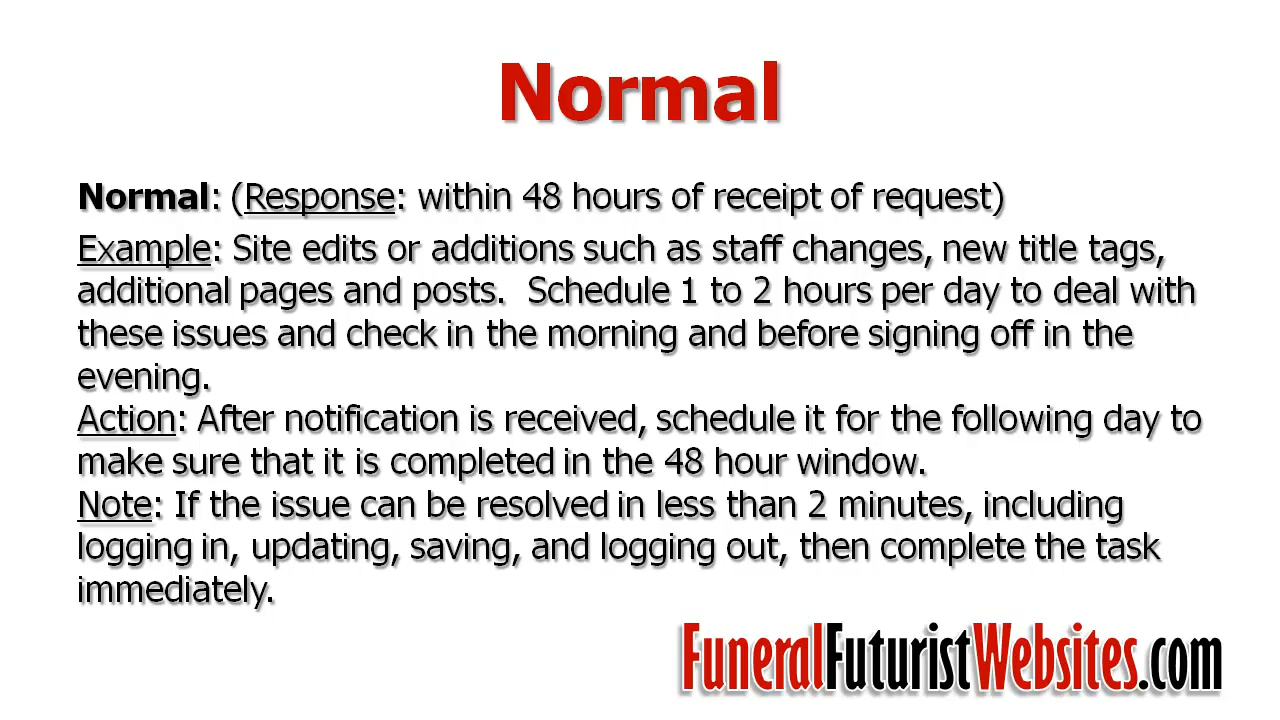 Normal
Normal: (Response: within 48 hours of receipt of request)
Example: Site edits or additions such as staff changes, new title tags,
additional pages and posts.  Schedule 1 to 2 hours per day to deal with
these issues and check in the morning and before signing off in the
evening.
Action: After notification is received, schedule it for the following day to
make sure that it is completed in the 48 hour window.
Note: If the issue can be resolved in less than 2 minutes, including
logging in, updating, saving, and logging out, then complete the task
immediately.
FuneralFuturistWebsites.com